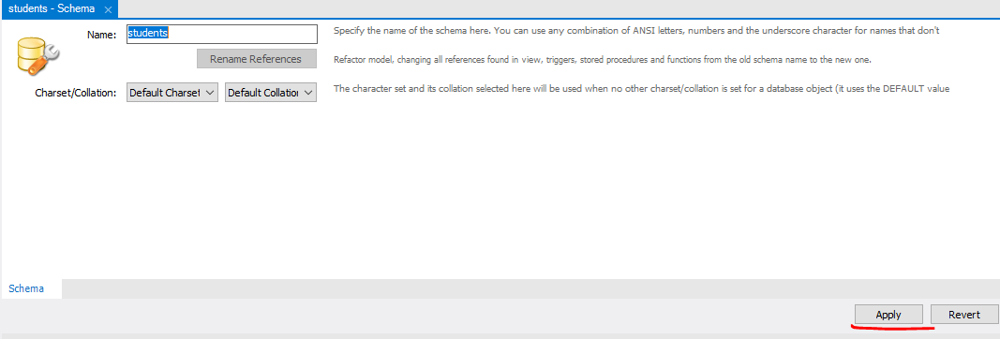 students - Schema
Name: students Specify the name of the schema here. You can use any combination of ANSI letters, numbers and the underscore character for names that don't
Rename References Refactor model, changing all references found in view, triggers, stored procedures and functions from the old schema name to the new one.
Charset/Collation: Default Charset Default Collation The character set and its collation selected here will be used when no other charset/collation is set for a database object (it uses the DEFAULT value
Schema
Apply Revert